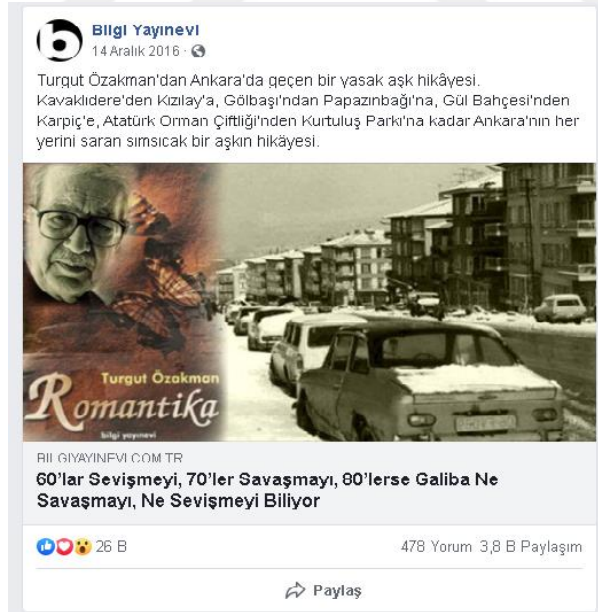 Bilgi Yayınevi
14 Aralık 2016
Turgut Özakman'dan Ankara'da geçen bir yasak aşk hikâyesi.
Kavaklıdere'den Kızılay'a, Gölbaşı'ndan Papazınbağı'na, Gül Bahçesi'nden
Karpiç'e, Atatürk Orman Çiftliği'nden Kurtuluş Parkı'na kadar Ankara'nın her
yerini saran sımsıcak bir aşkın hikâyesi.
Turgut Özakman
Romantika
bilgi yayınevi
BILGIYAYINEVI.COM.TR
60'lar Sevişmeyi, 70'ler Savaşmayı, 80'lerse Galiba Ne
Savaşmayı, Ne Sevişmeyi Biliyor
26 B
478 Yorum 3,8 B Paylaşım
Paylaş